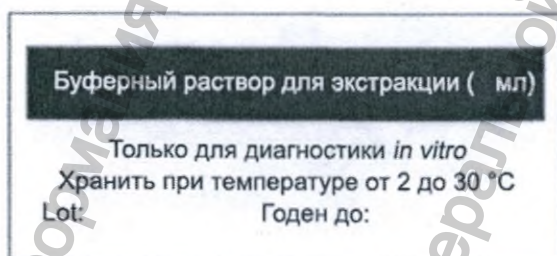 Буферный раствор для экстракции ( мл)
Только для диагностики in vitro
Хранить при температуре от 2 до 30 °C
Lot: Годен до: